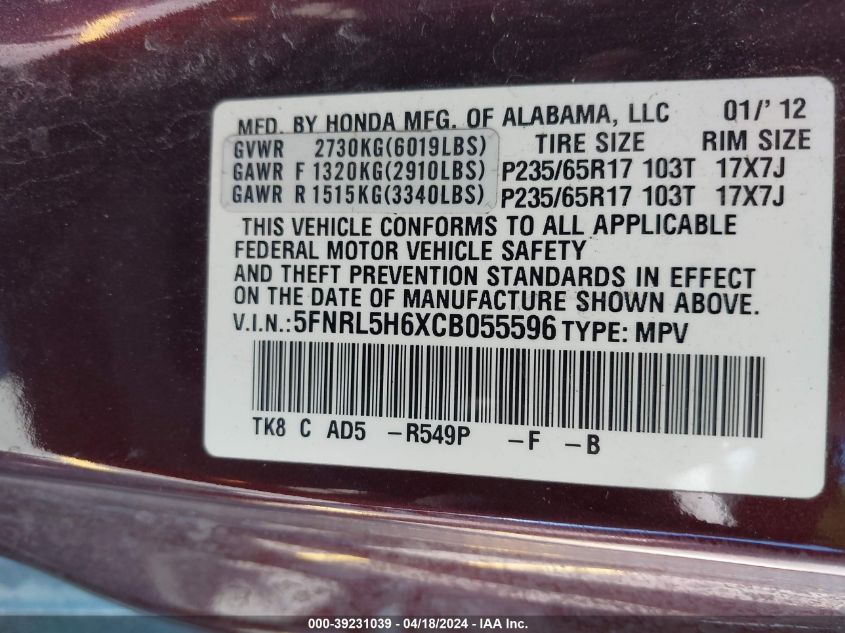 MFD. BY HONDA MFG. OF ALABAMA, LLC 01/' 12
GVWR 2730KG(6019LBS) TIRE SIZE RIM SIZE
GAWR F 1320KG(2910LBS) P235/65R17 103T 17X7J
GAWR R 1515KG(3340LBS) P235/65R17 103T 17X7J
THIS VEHICLE CONFORMS TO ALL APPLICABLE
FEDERAL MOTOR VEHICLE SAFETY
AND THEFT PREVENTION STANDARDS IN EFFECT
ON THE DATE OF MANUFACTURE SHOWN ABOVE.
V.I.N.:5FNRL5H6XCB055596 TYPE: MPV
TK8 C AD5 -R549P -F -B
000-39231039 - 04/18/2024 - IAA Inc.